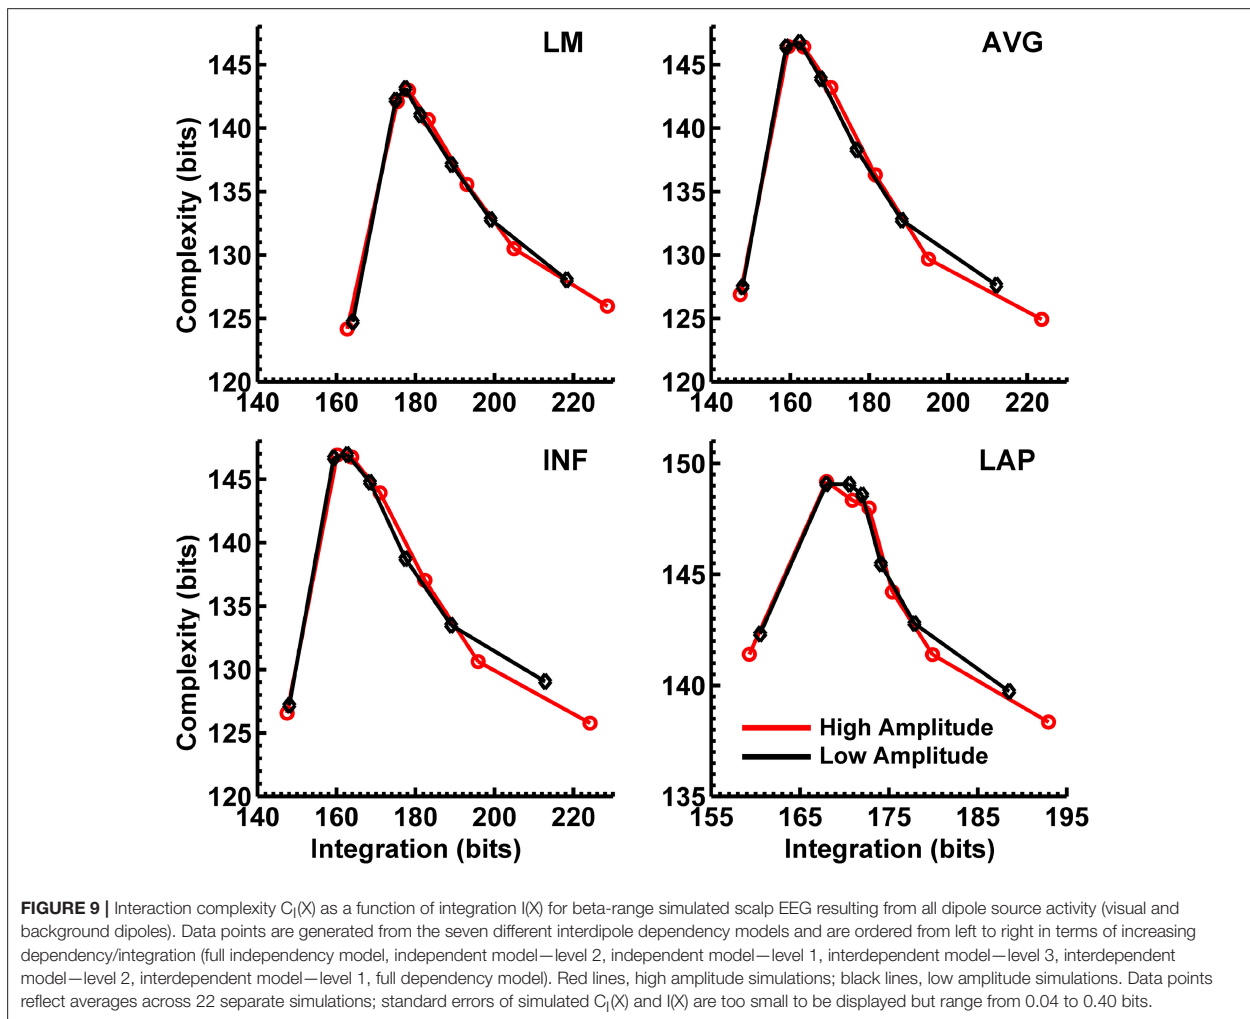 LM
Complexity (bits)
145
140
135
130
125
120
140 160 180 200 220
AVG
145
140
135
130
125
120
140 160 180 200 220
INF
Complexity (bits)
145
140
135
130
125
120
140 160 180 200 220
Integration (bits)
LAP
150
145
140
135
155 165 175 185 195
Integration (bits)
High Amplitude
Low Amplitude
FIGURE 9 | Interaction complexity CI(X) as a function of integration I(X) for beta-range simulated scalp EEG resulting from all dipole source activity (visual and
background dipoles). Data points are generated from the seven different interdipole dependency models and are ordered from left to right in terms of increasing
dependency/integration (full independency model, independent model—level 2, independent model—level 1, interdependent model—level 3, interdependent
model—level 2, interdependent model—level 1, full dependency model). Red lines, high amplitude simulations; black lines, low amplitude simulations. Data points
reflect averages across 22 separate simulations; standard errors of simulated CI(X) and I(X) are too small to be displayed but range from 0.04 to 0.40 bits.